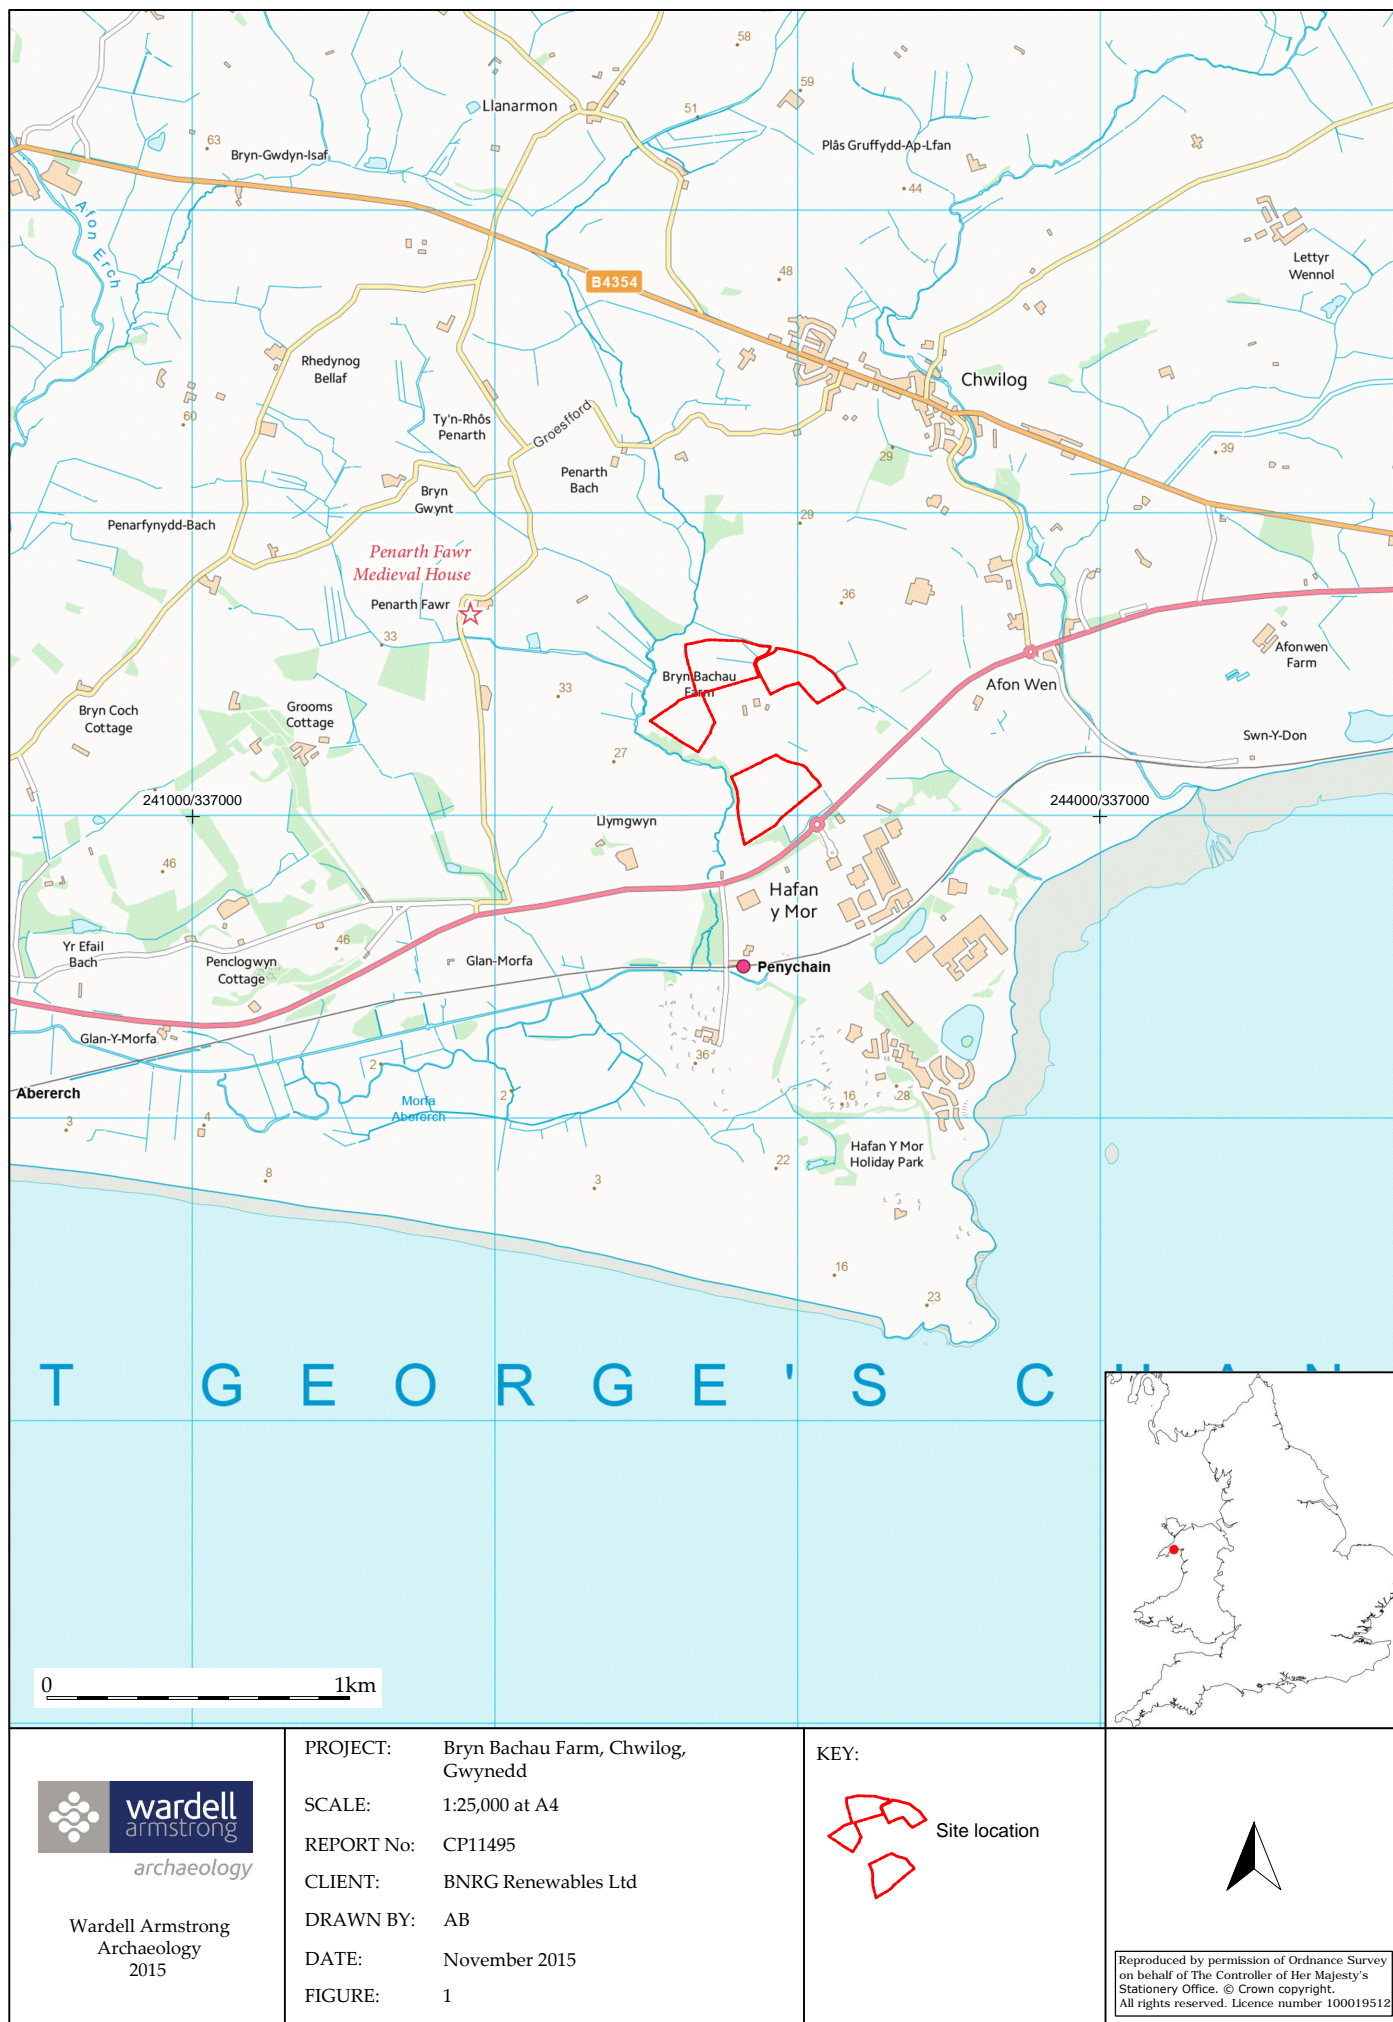 58
59
Llanarmon
51
63
Bryn-Gwdyn-Isaf
Plâs Gruffydd-Ap-Lfan
44
Afon Erch
Lettyr
Wennol
48
B4354
Rhedynog
Bellaf
Chwilog
60
Ty'n-Rhôs
Penarth
Groesfford
29
39
Penarth
Bach
Bryn
Gwynt
Penarfynydd-Bach
29
Penarth Fawr
Medieval House
Penarth Fawr
36
33
Afonwen
Farm
Bryn Bachau
Farm
33
Afon Wen
Bryn Coch
Cottage
Grooms
Cottage
Swn-Y-Don
27
241000/337000
244000/337000
Llymgwyn
46
Hafan
y Mor
Yr Efail
Bach
46
Penclogwyn
Cottage
Glan-Morfa
Penychain
Glan-Y-Morfa
36
2
Abererch
2
Morfa
Abererch
16
28
3
4
Hafan Y Mor
Holiday Park
22
8
3
16
23
T GEORGE'S CHAN
0 1km
wardell
armstrong
archaeology
Wardell Armstrong
Archaeology
2015
PROJECT: Bryn Bachau Farm, Chwilog,
Gwynedd
SCALE: 1:25,000 at A4
REPORT No: CP11495
CLIENT: BNRG Renewables Ltd
DRAWN BY: AB
DATE: November 2015
FIGURE: 1
KEY:
Site location
Reproduced by permission of Ordnance Survey
on behalf of The Controller of Her Majesty's
Stationery Office. © Crown copyright.
All rights reserved. Licence number 100019512